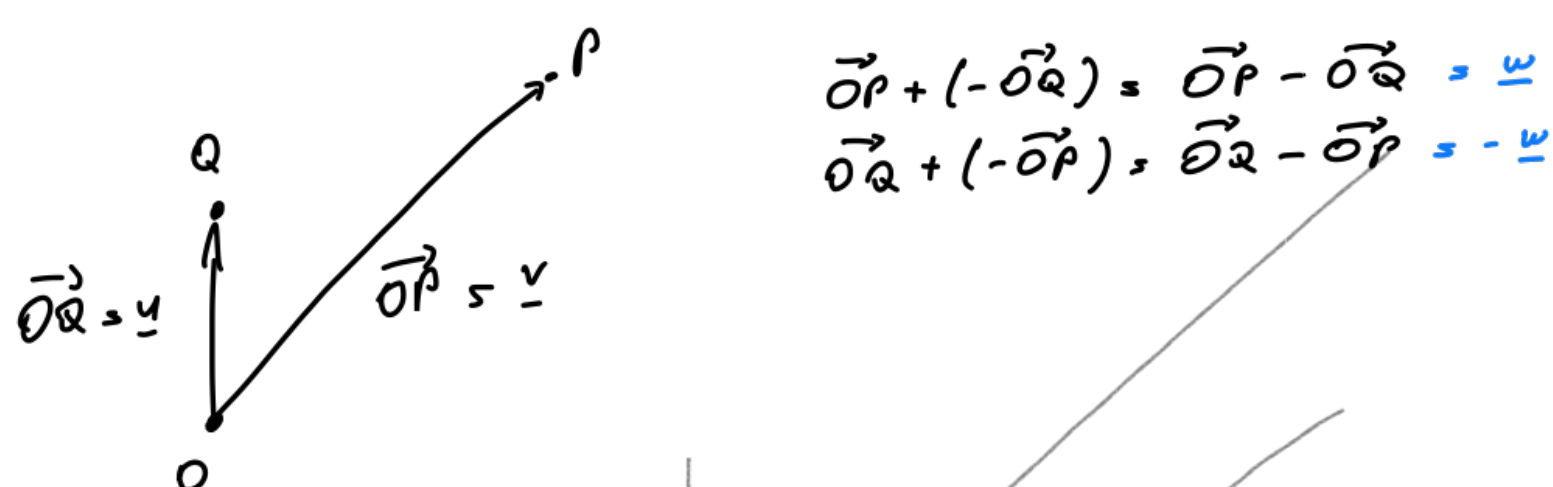 P
Q
OQ⃗ = u̲
OP⃗ = v̲
O
OP⃗ + (- OQ⃗) = OP⃗ - OQ⃗ = w̲
OQ⃗ + (- OP⃗) = OQ⃗ - OP⃗ = - w̲